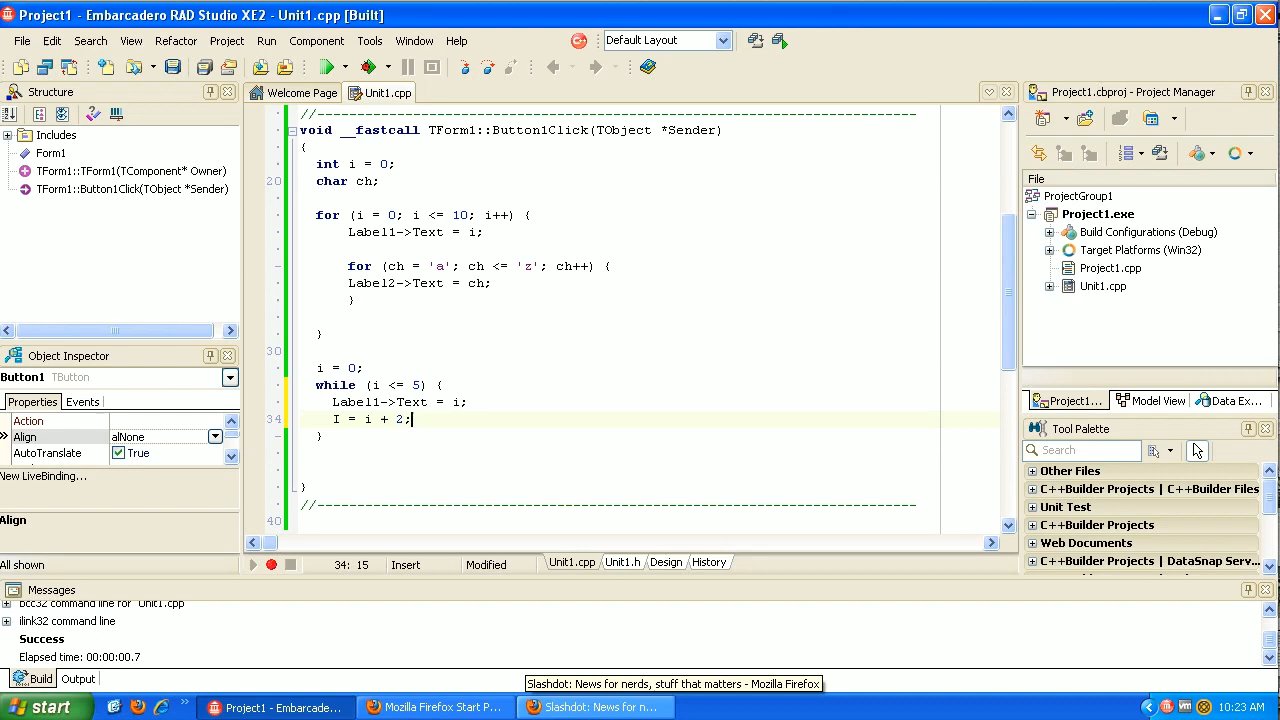 Project1 - Embarcadero RAD Studio XE2 - Unit1.cpp [Built]
File Edit Search View Refactor Project Run Component Tools Window Help
Default Layout
Structure
Includes
Form1
TForm1::TForm1(TComponent* Owner)
TForm1::Button1Click(TObject *Sender)
Object Inspector
Button1 TButton
Properties Events
Action
Align alNone
AutoTranslate True
New LiveBinding...
Align
All shown
Welcome Page Unit1.cpp
//------------------------------------------------------------------
void __fastcall TForm1::Button1Click(TObject *Sender)
{
int i = 0;
20 char ch;
for (i = 0; i <= 10; i++) {
Label1->Text = i;
for (ch = 'a'; ch <= 'z'; ch++) {
Label2->Text = ch;
}
}
30
i = 0;
while (i <= 5) {
Label1->Text = i;
34 I = i + 2;
}
}
//------------------------------------------------------------------
40
34: 15 Insert Modified Unit1.cpp Unit1.h Design History
Project1.cbproj - Project Manager
File
ProjectGroup1
Project1.exe
Build Configurations (Debug)
Target Platforms (Win32)
Project1.cpp
Unit1.cpp
Project1... Model View Data Ex...
Tool Palette
Search
Other Files
C++Builder Projects | C++Builder Files
Unit Test
C++Builder Projects
Web Documents
C++Builder Projects | DataSnap Serv...
Messages
bcc32 command line for "Unit1.cpp"
ilink32 command line
Success
Elapsed time: 00:00:00.7
Build Output
Slashdot: News for nerds, stuff that matters - Mozilla Firefox
start Project1 - Embarcade... Mozilla Firefox Start P... Slashdot: News for n... 10:23 AM